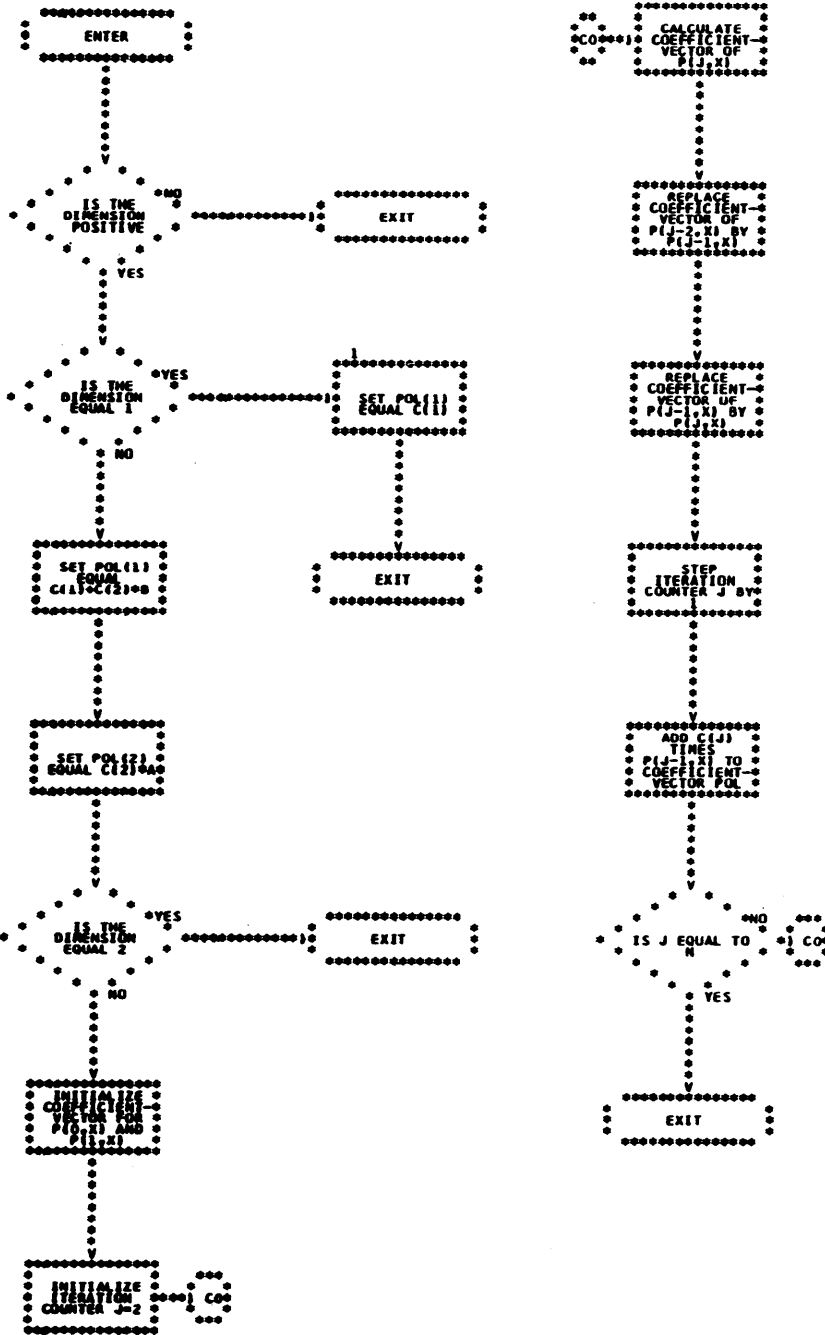 ENTER
IS THE
DIMENSION
POSITIVE
NO
EXIT
YES
IS THE
DIMENSION
EQUAL 1
YES
1
SET POL(1)
EQUAL C(1)
EXIT
NO
SET POL(1)
EQUAL
C(1)+C(2)*B
SET POL(2)
EQUAL C(2)*A
IS THE
DIMENSION
EQUAL 2
YES
EXIT
NO
INITIALIZE
COEFFICIENT-
VECTOR FOR
P(0,X) AND
P(1,X)
INITIALIZE
ITERATION
COUNTER J=2
CO
CO
CALCULATE
COEFFICIENT-
VECTOR OF
P(J,X)
REPLACE
COEFFICIENT-
VECTOR OF
P(J-2,X) BY
P(J-1,X)
REPLACE
COEFFICIENT-
VECTOR OF
P(J-1,X) BY
P(J,X)
STEP
ITERATION
COUNTER J BY
1
ADD C(J)
TIMES
P(J-1,X) TO
COEFFICIENT-
VECTOR POL
IS J EQUAL TO
N
NO
CO
YES
EXIT